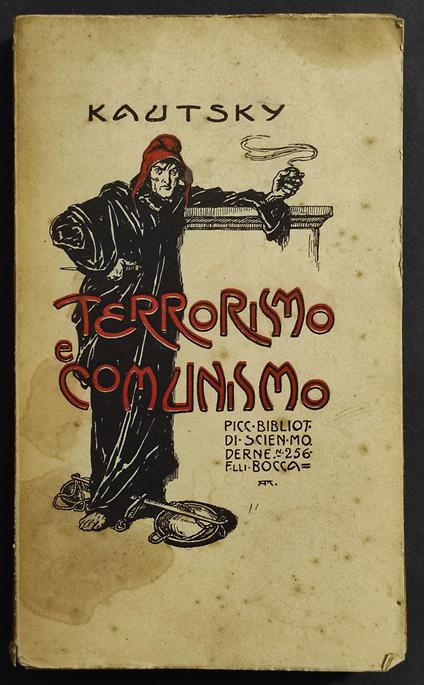 KAUTSKY
TERRORISMO
e
COMUNISMO
PICC·BIBLIOT·
DI·SCIEN·MO.
DERNE·N·256·
F.LLI·BOCCA=